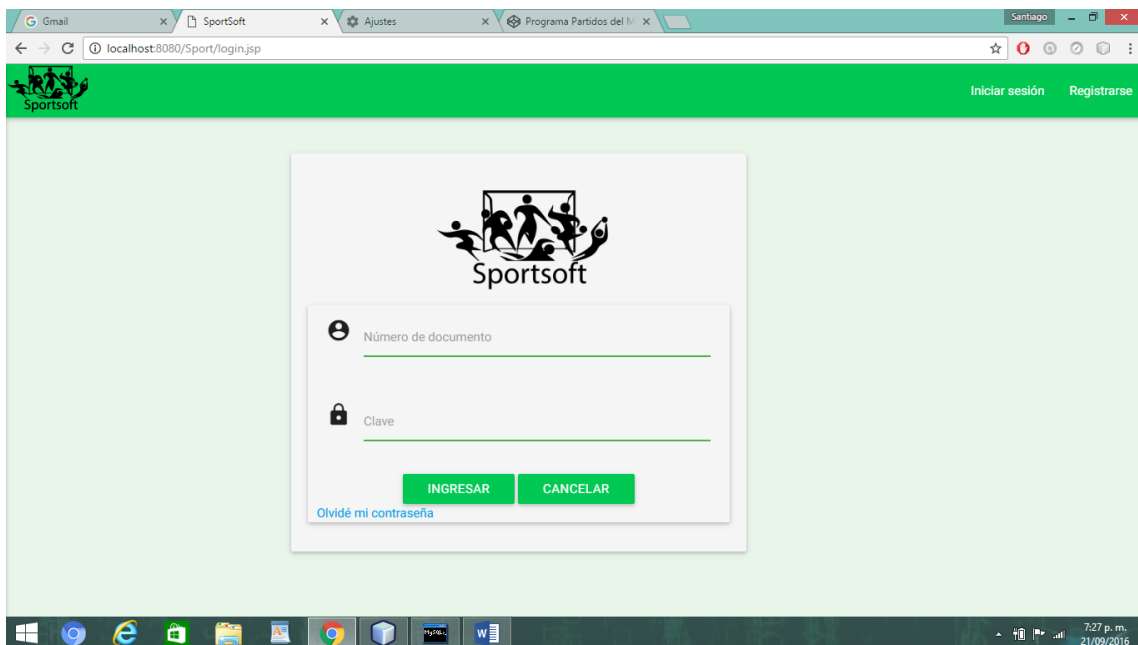 Gmail
SportSoft
Ajustes
Programa Partidos del M
Santiago
localhost:8080/Sport/login.jsp
Sportsoft
Iniciar sesión
Registrarse
Sportsoft
Número de documento
Clave
INGRESAR
CANCELAR
Olvidé mi contraseña
7:27 p. m.
21/09/2016